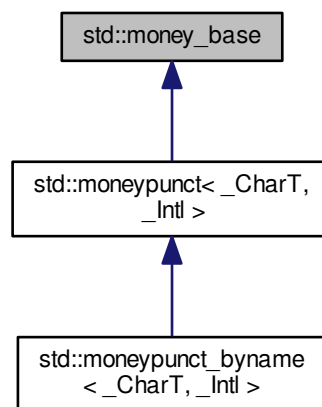 std::money_base
std::moneypunct< _CharT,
_Intl >
std::moneypunct_byname
< _CharT, _Intl >